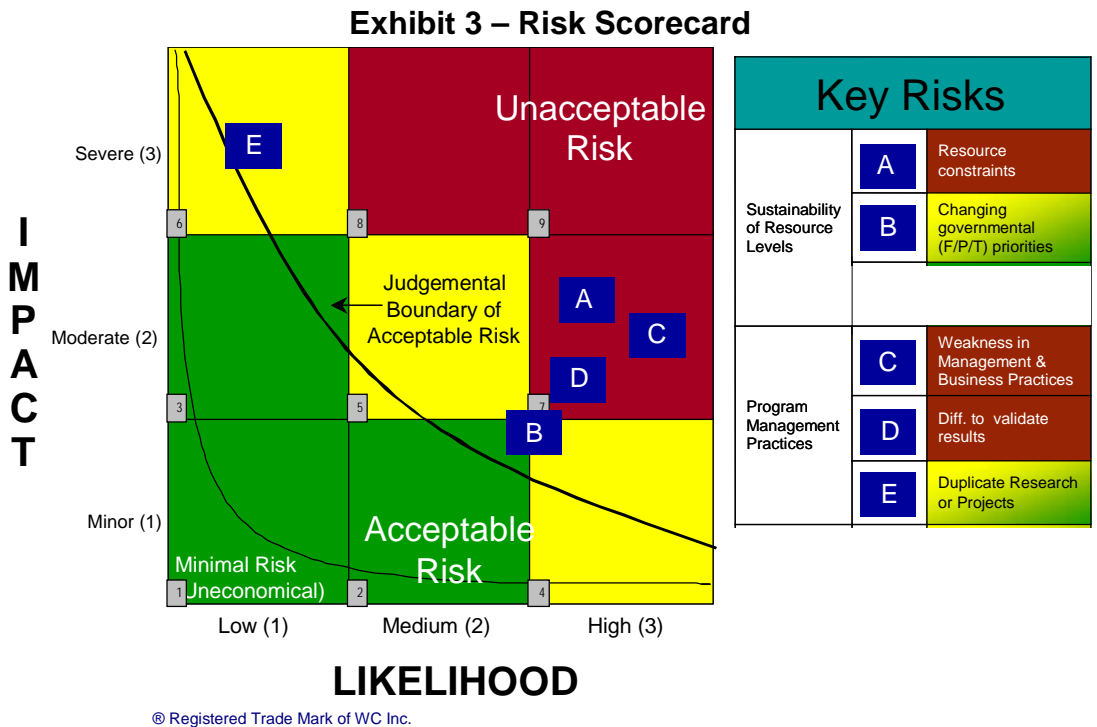 Exhibit 3 – Risk Scorecard
Unacceptable
Risk
E
Severe (3)
6
8
9
Judgemental
Boundary of
Acceptable Risk
A
C
D
Moderate (2)
3
5
7
B
Minor (1)
Acceptable
Risk
Minimal Risk
Uneconomical)
1
2
4
IMPACT
Low (1)
Medium (2)
High (3)
LIKELIHOOD
® Registered Trade Mark of WC Inc.
Key Risks
Sustainability
of Resource
Levels
A
Resource
constraints
B
Changing
governmental
(F/P/T) priorities
Program
Management
Practices
C
Weakness in
Management &
Business Practices
D
Diff. to validate
results
E
Duplicate Research
or Projects